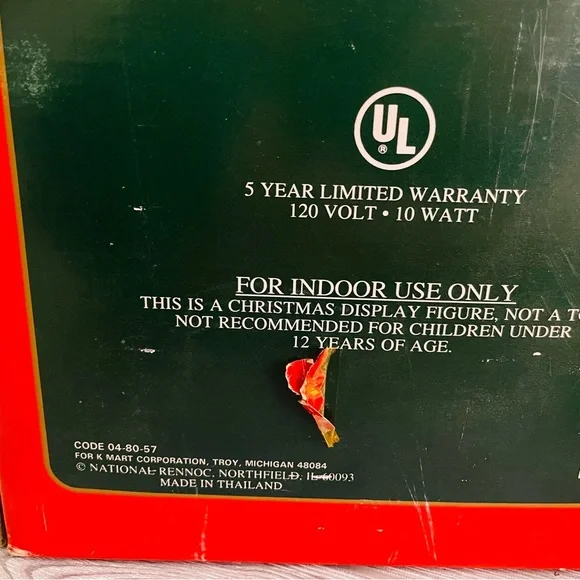 UL
®
5 YEAR LIMITED WARRANTY
120 VOLT • 10 WATT
FOR INDOOR USE ONLY
THIS IS A CHRISTMAS DISPLAY FIGURE, NOT A
NOT RECOMMENDED FOR CHILDREN UNDER
12 YEARS OF AGE.
CODE 04-80-57
FOR K MART CORPORATION, TROY, MICHIGAN 48084
© NATIONAL RENNOC, NORTHFIELD, IL 60093
MADE IN THAILAND